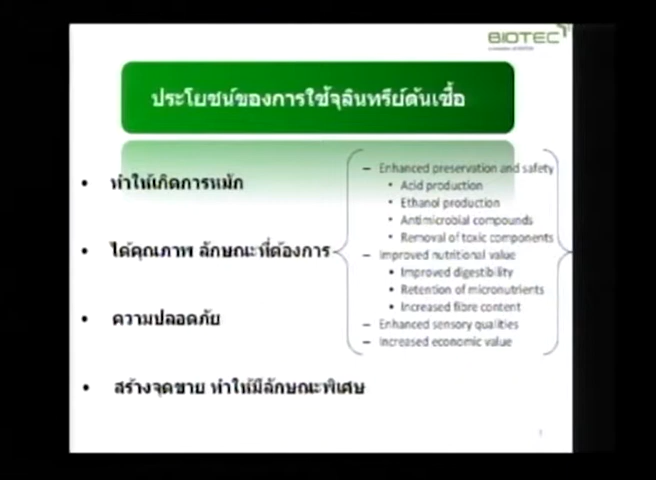 BIOTEC
ประโยชน์ของการใช้จุลินทรีย์ต้นเชื้อ
• ทำให้เกิดการหมัก
• ได้คุณภาพ ลักษณะที่ต้องการ
• ความปลอดภัย
• สร้างจุดขาย ทำให้มีลักษณะพิเศษ
– Enhanced preservation and safety
• Acid production
• Ethanol production
• Antimicrobial compounds
• Removal of toxic components
– Improved nutritional value
• Improved digestibility
• Retention of micronutrients
• Increased fibre content
– Enhanced sensory qualities
– Increased economic value